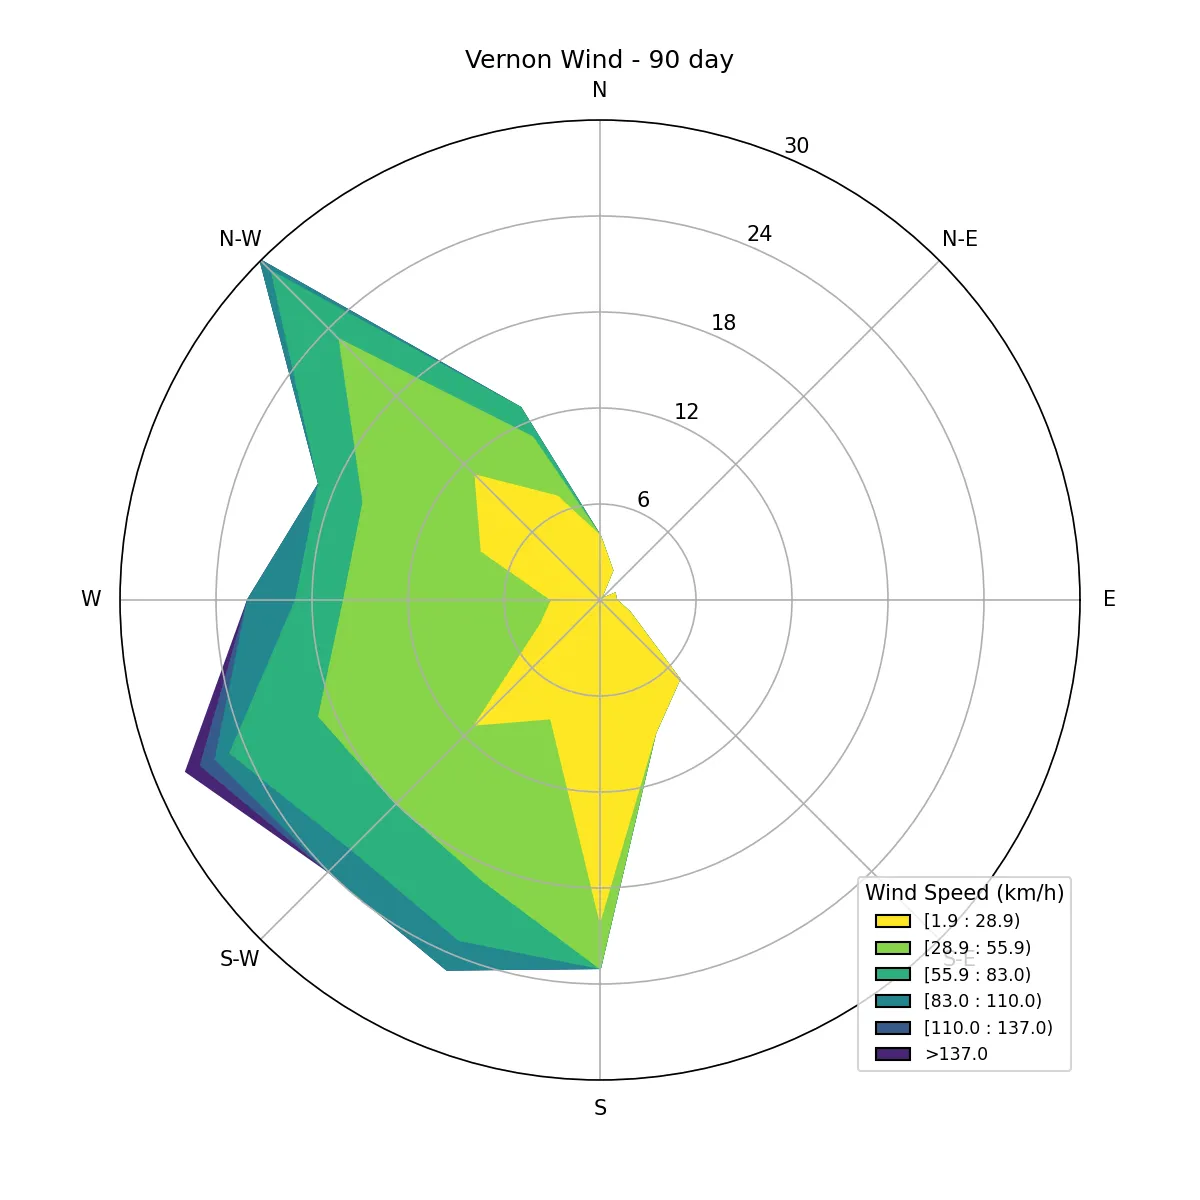 Vernon Wind - 90 day
N
30
N-W
N-E
24
18
12
6
W
E
Wind Speed (km/h)
[1.9 : 28.9)
[28.9 : 55.9)
S-W
S-E
[55.9 : 83.0)
[83.0 : 110.0)
[110.0 : 137.0)
>137.0
S